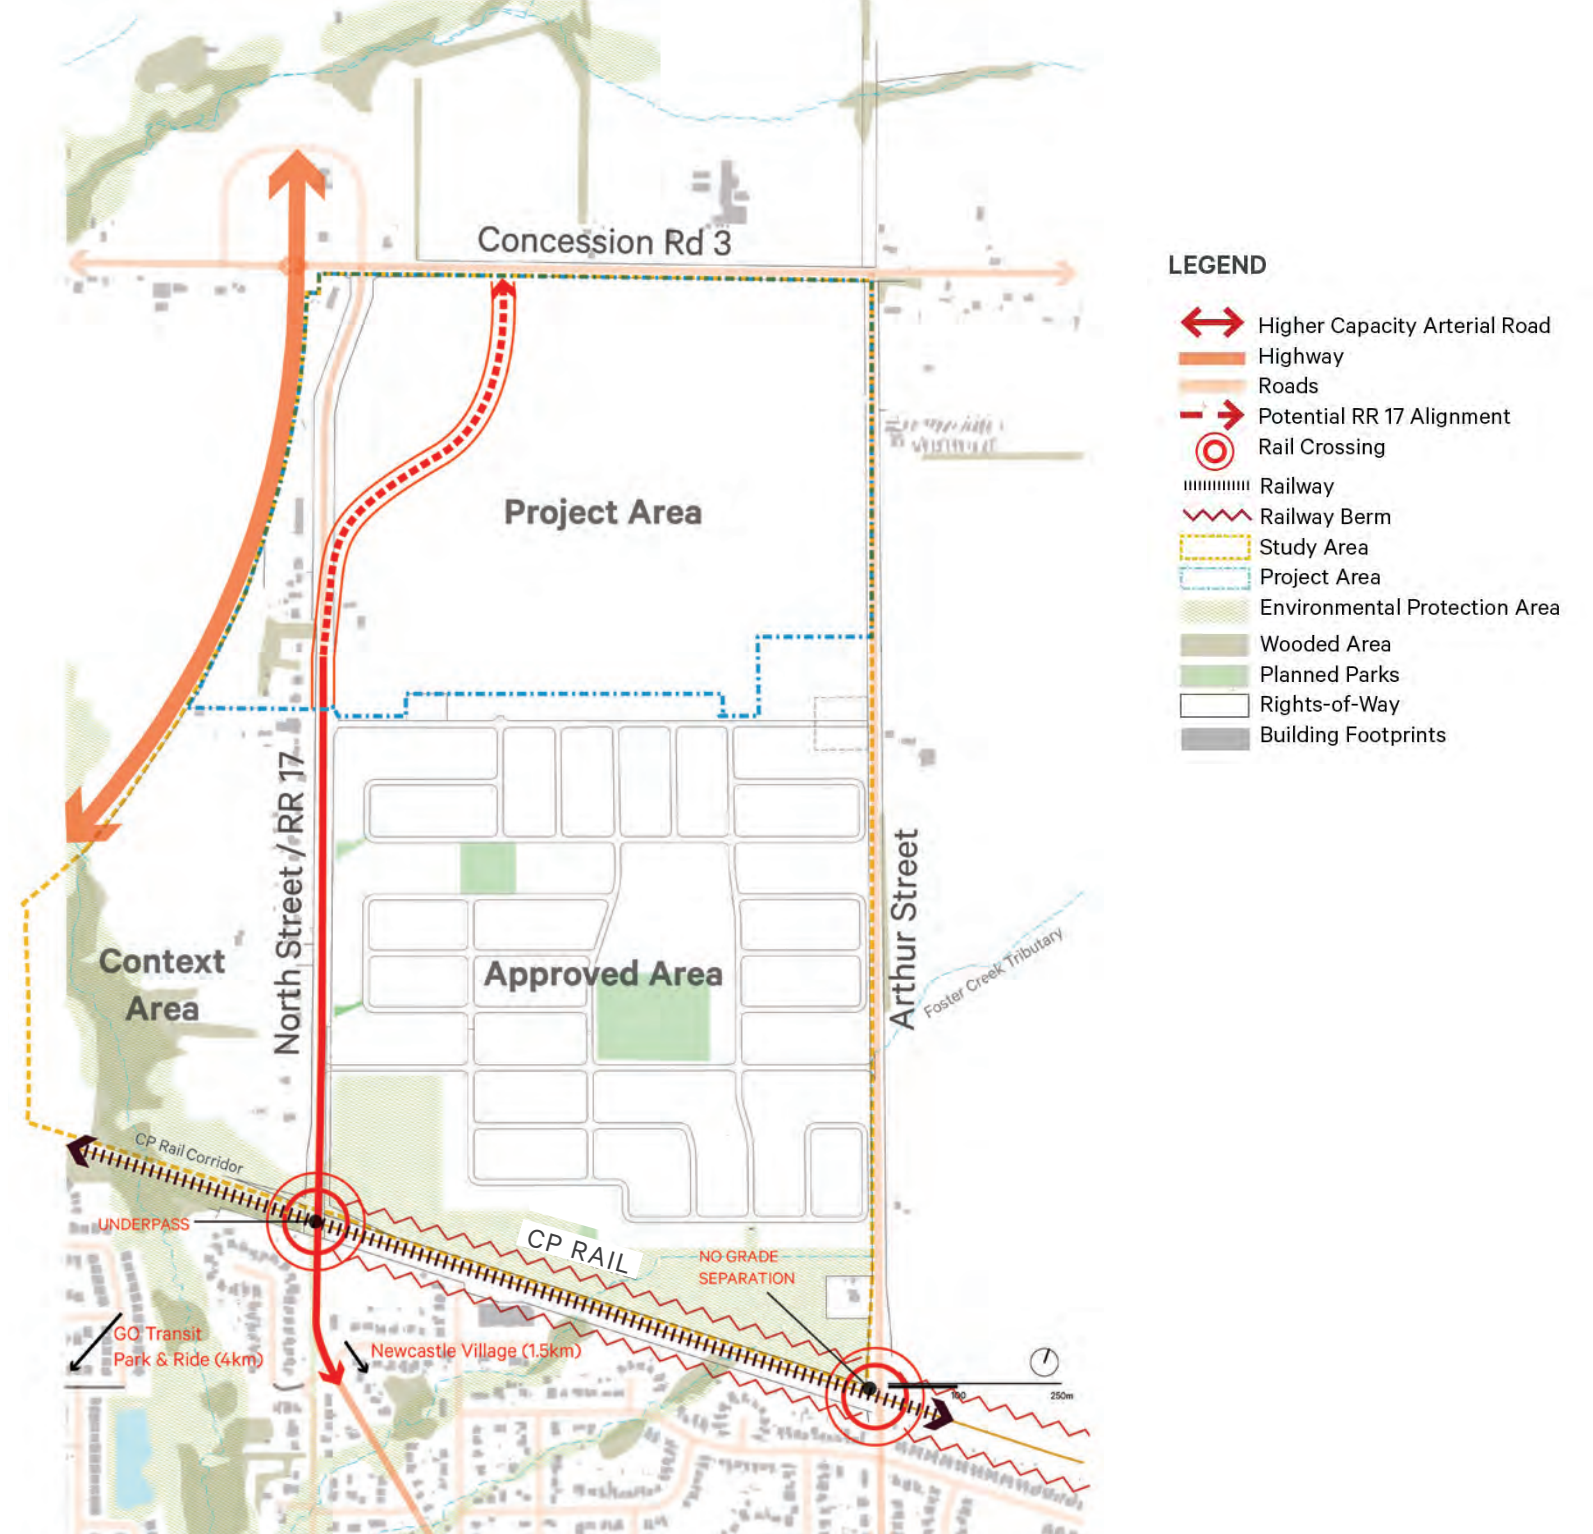 Concession Rd 3
LEGEND
Higher Capacity Arterial Road
Highway
Roads
Potential RR 17 Alignment
Rail Crossing
Railway
Railway Berm
Study Area
Project Area
Environmental Protection Area
Wooded Area
Planned Parks
Rights-of-Way
Building Footprints
Project Area
North Street / RR 17
Arthur Street
Context
Area
Approved Area
Foster Creek Tributary
CP Rail Corridor
UNDERPASS
CP RAIL
NO GRADE
SEPARATION
GO Transit
Park & Ride (4km)
Newcastle Village (1.5km)
100
250m